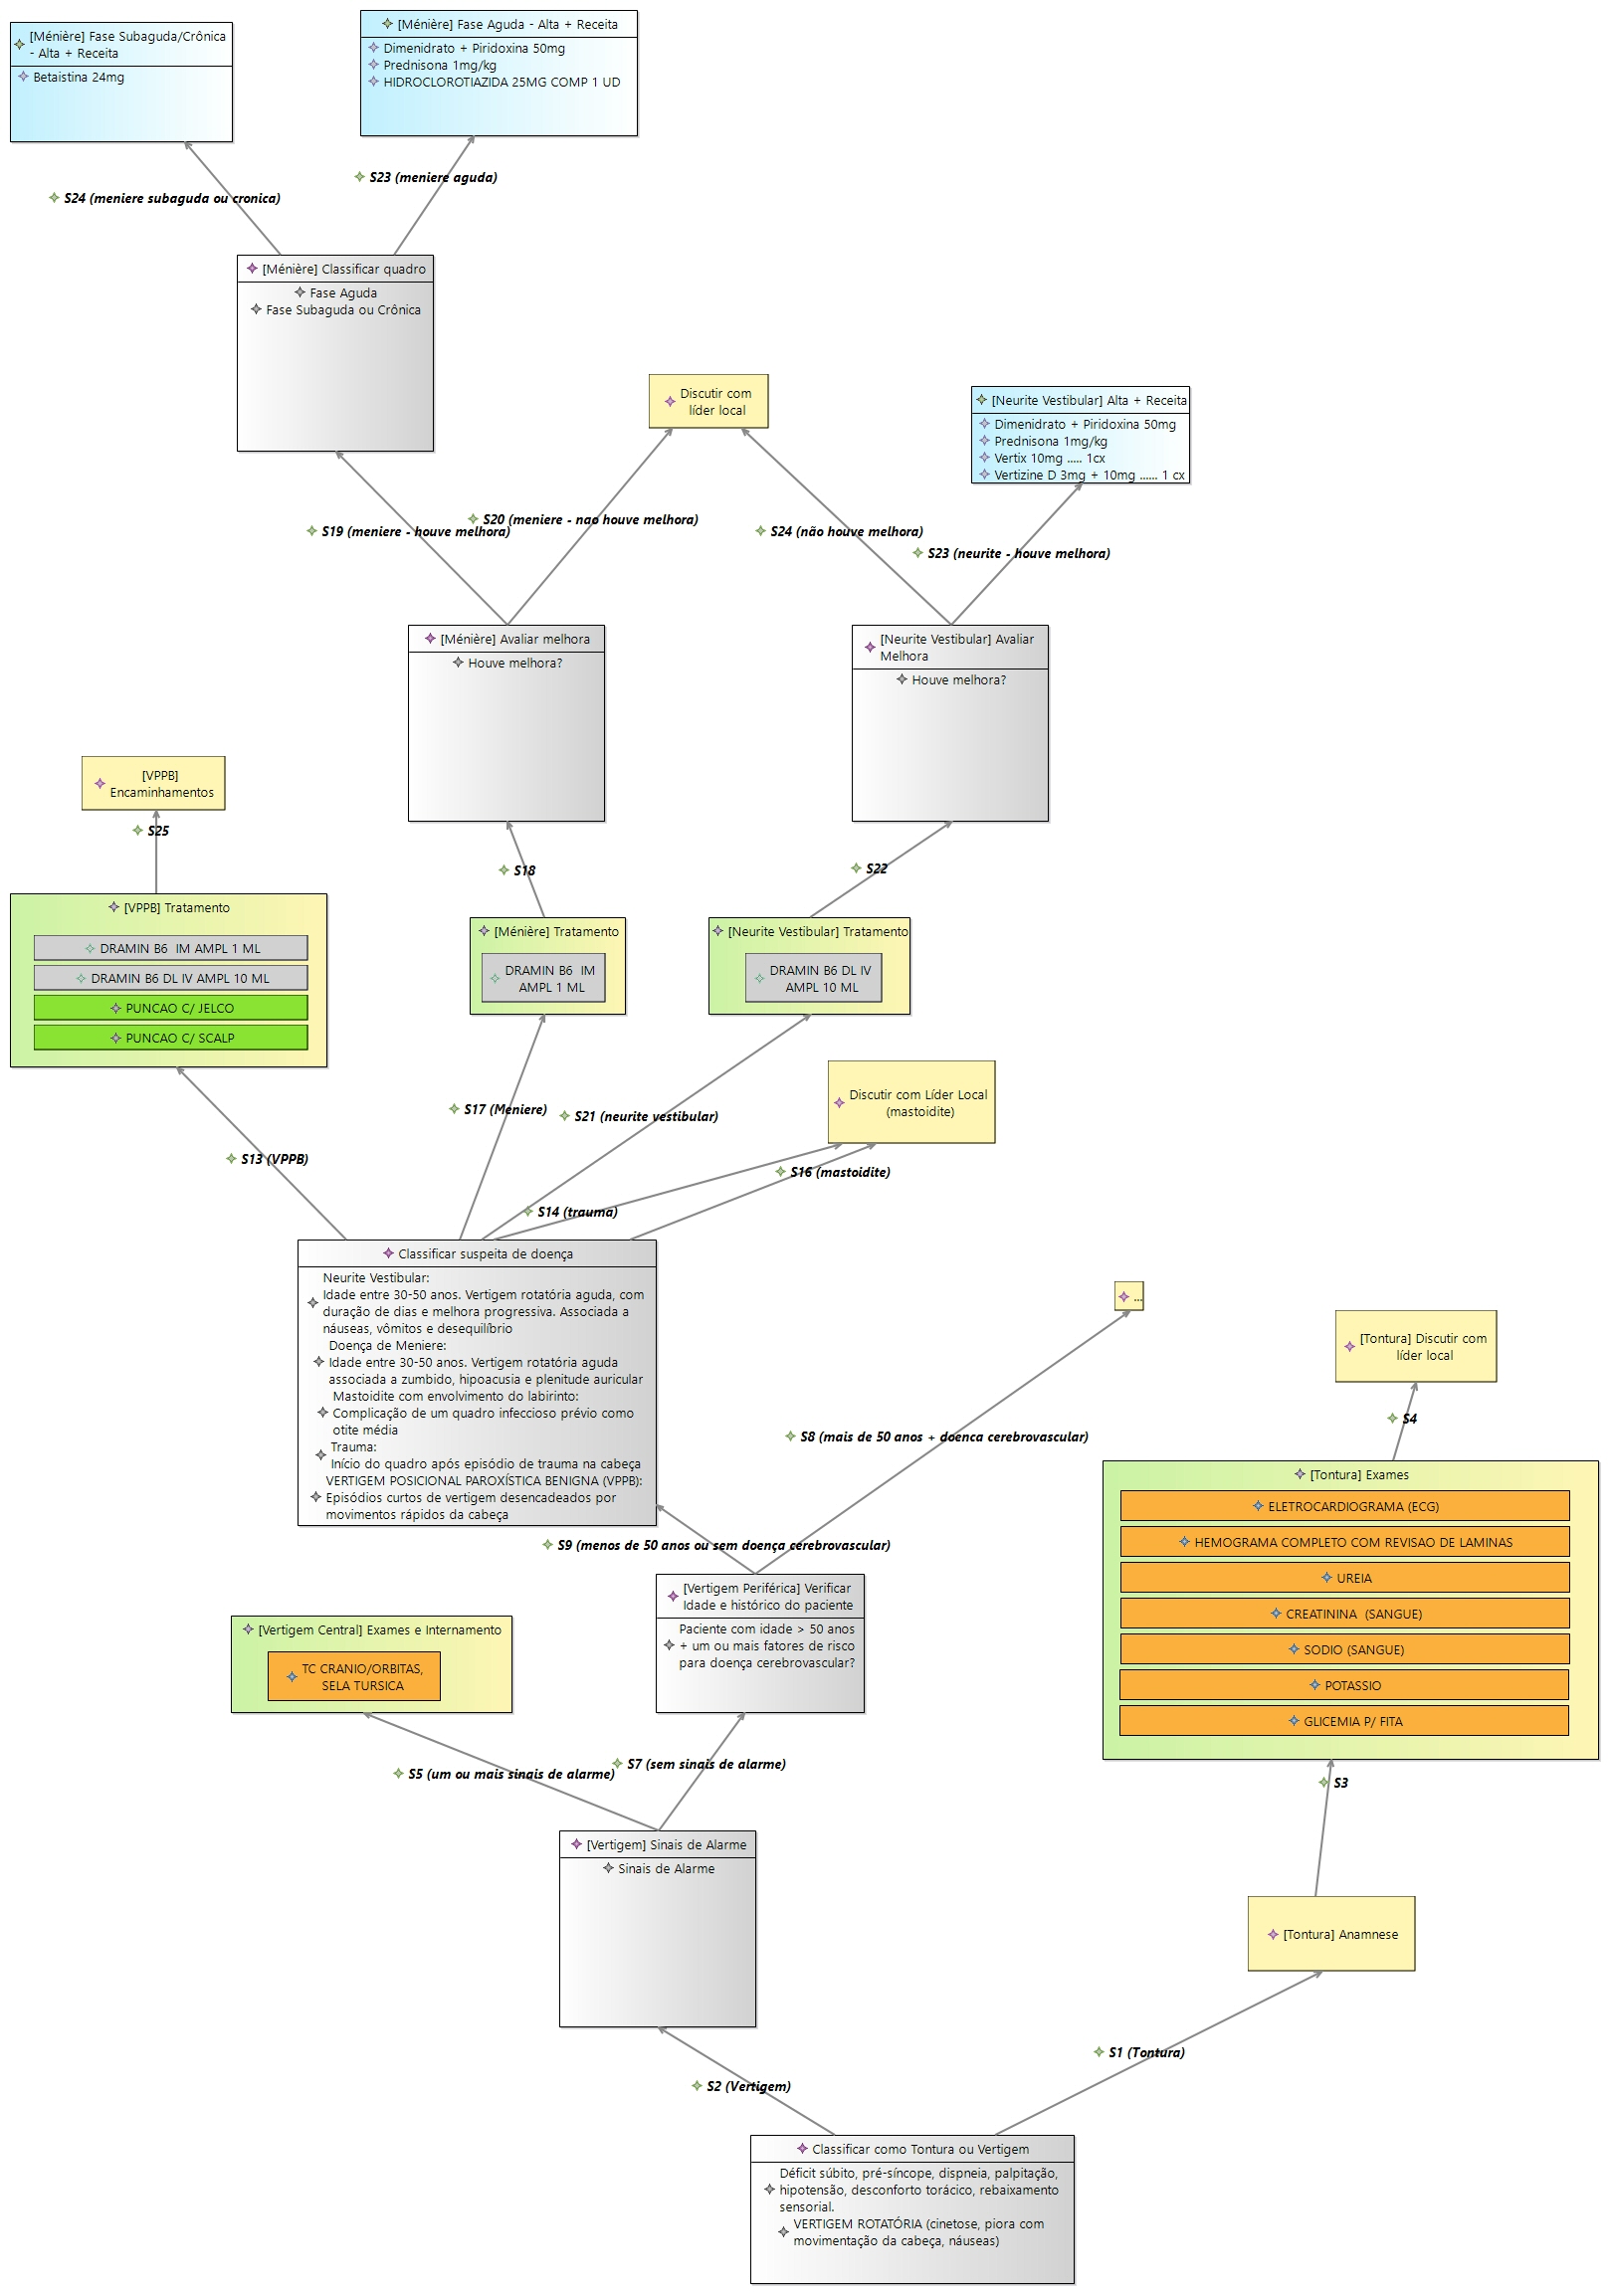 [Ménière] Fase Subaguda/Crônica
- Alta + Receita
Betaistina 24mg
[Ménière] Fase Aguda - Alta + Receita
Dimenidrato + Piridoxina 50mg
Prednisona 1mg/kg
HIDROCLOROTIAZIDA 25MG COMP 1 UD
S23 (meniere aguda)
S24 (meniere subaguda ou cronica)
[Ménière] Classificar quadro
Fase Aguda
Fase Subaguda ou Crônica
Discutir com
líder local
[Neurite Vestibular] Alta + Receita
Dimenidrato + Piridoxina 50mg
Prednisona 1mg/kg
Vertix 10mg ..... 1cx
Vertizine D 3mg + 10mg ...... 1 cx
S19 (meniere - houve melhora)
S20 (meniere - nao houve melhora)
S24 (não houve melhora)
S23 (neurite - houve melhora)
[Ménière] Avaliar melhora
Houve melhora?
[Neurite Vestibular] Avaliar
Melhora
Houve melhora?
[VPPB]
Encaminhamentos
S25
S18
S22
[VPPB] Tratamento
DRAMIN B6  IM AMPL 1 ML
DRAMIN B6 DL IV AMPL 10 ML
PUNCAO C/ JELCO
PUNCAO C/ SCALP
[Ménière] Tratamento
DRAMIN B6  IM
AMPL 1 ML
[Neurite Vestibular] Tratamento
DRAMIN B6 DL IV
AMPL 10 ML
Discutir com Líder Local
(mastoidite)
S17 (Meniere)
S21 (neurite vestibular)
S13 (VPPB)
S16 (mastoidite)
S14 (trauma)
Classificar suspeita de doença
Neurite Vestibular:
Idade entre 30-50 anos. Vertigem rotatória aguda, com
duração de dias e melhora progressiva. Associada a
náuseas, vômitos e desequilíbrio
Doença de Meniere:
Idade entre 30-50 anos. Vertigem rotatória aguda
associada a zumbido, hipoacusia e plenitude auricular
Mastoidite com envolvimento do labirinto:
Complicação de um quadro infeccioso prévio como
otite média
Trauma:
Início do quadro após episódio de trauma na cabeça
VERTIGEM POSICIONAL PAROXÍSTICA BENIGNA (VPPB):
Episódios curtos de vertigem desencadeados por
movimentos rápidos da cabeça
...
[Tontura] Discutir com
líder local
S4
S8 (mais de 50 anos + doenca cerebrovascular)
S9 (menos de 50 anos ou sem doença cerebrovascular)
[Tontura] Exames
ELETROCARDIOGRAMA (ECG)
HEMOGRAMA COMPLETO COM REVISAO DE LAMINAS
UREIA
CREATININA  (SANGUE)
SODIO (SANGUE)
POTASSIO
GLICEMIA P/ FITA
[Vertigem Periférica] Verificar
Idade e histórico do paciente
Paciente com idade > 50 anos
+ um ou mais fatores de risco
para doença cerebrovascular?
[Vertigem Central] Exames e Internamento
TC CRANIO/ORBITAS,
SELA TURSICA
S5 (um ou mais sinais de alarme)
S7 (sem sinais de alarme)
S3
[Vertigem] Sinais de Alarme
Sinais de Alarme
[Tontura] Anamnese
S1 (Tontura)
S2 (Vertigem)
Classificar como Tontura ou Vertigem
Déficit súbito, pré-síncope, dispneia, palpitação,
hipotensão, desconforto torácico, rebaixamento
sensorial.
VERTIGEM ROTATÓRIA (cinetose, piora com
movimentação da cabeça, náuseas)